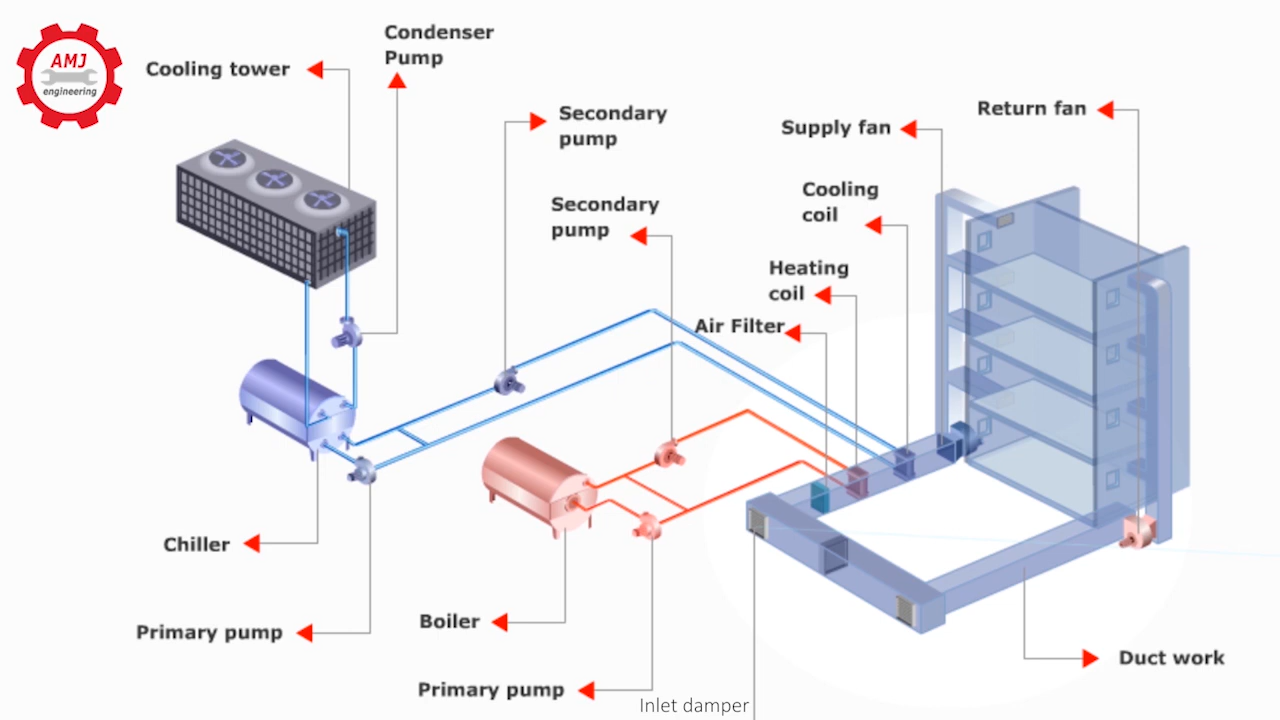 AMJ
engineering
Cooling tower
Condenser
Pump
Secondary
pump
Secondary
pump
Supply fan
Return fan
Cooling
coil
Heating
coil
Air Filter
Chiller
Primary pump
Boiler
Primary pump
Inlet damper
Duct work